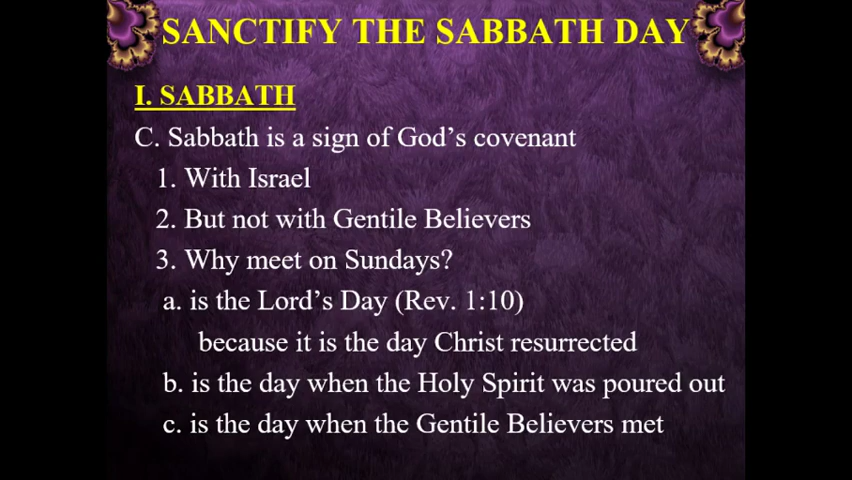 SANCTIFY THE SABBATH DAY
I. SABBATH
C. Sabbath is a sign of God’s covenant
1. With Israel
2. But not with Gentile Believers
3. Why meet on Sundays?
a. is the Lord’s Day (Rev. 1:10)
because it is the day Christ resurrected
b. is the day when the Holy Spirit was poured out
c. is the day when the Gentile Believers met